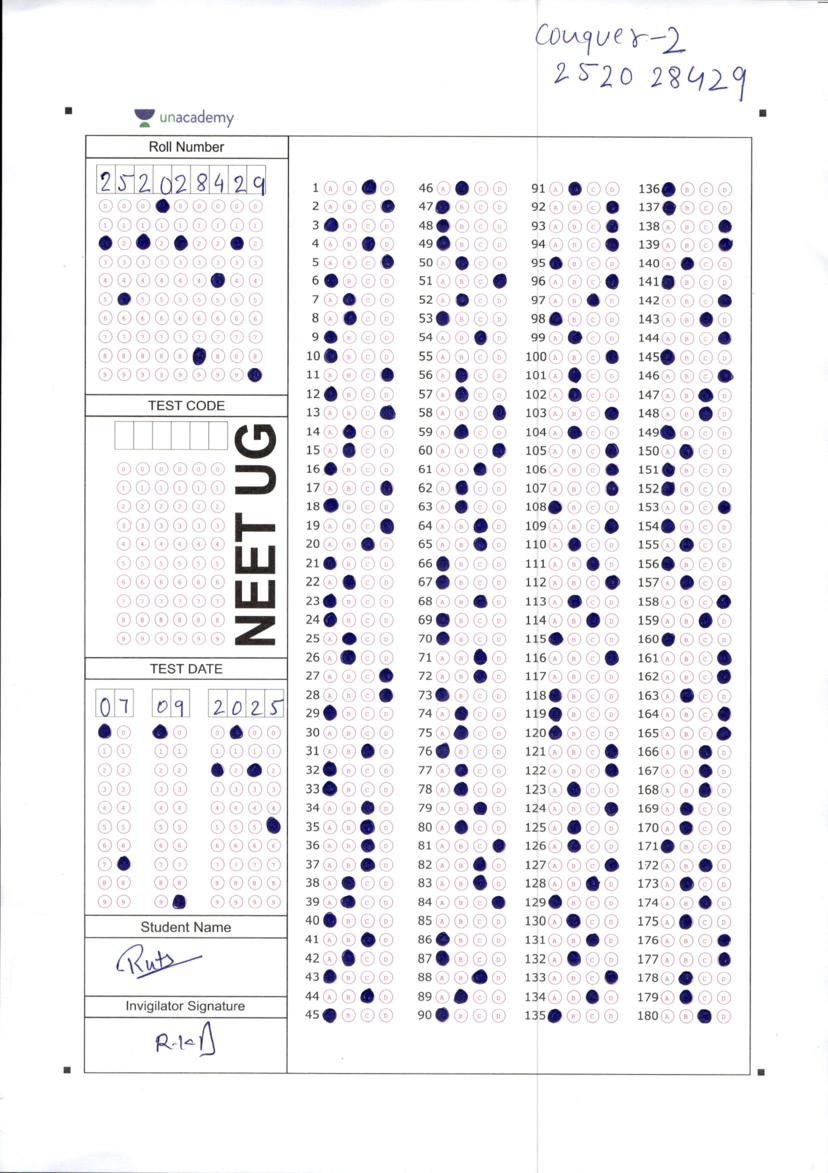 Conquer-2
2520 28429
unacademy
Roll Number
2 5 2 0 2 8 4 2 9
TEST CODE
NEET UG
TEST DATE
07 09 2025
Student Name
Invigilator Signature
1 A B D 46 A C D 91 A C D 136 B C D
2 A B C 47 B C D 92 A B C 137 B C D
3 B C D 48 B C D 93 A B C 138 A B C
4 A B D 49 B C D 94 A B C 139 A B C
5 A B C 50 A C D 95 B C D 140 A C D
6 B C D 51 A B C 96 A B C 141 B C D
7 A C D 52 A C D 97 A B D 142 A B C
8 A C D 53 B C D 98 B C D 143 A B D
9 B C D 54 A B D 99 A C D 144 A B C
10 B C D 55 A B C D 100 A B C 145 B C D
11 A B C 56 A C D 101 A C D 146 A B C
12 B C D 57 A C D 102 A C D 147 A B D
13 A B C 58 A B C 103 A B C 148 A B D
14 A C D 59 A C D 104 A C D 149 B C D
15 A C D 60 A B C 105 A B C 150 A C D
16 B C D 61 A B D 106 A B C 151 B C D
17 A B C 62 A C D 107 A B C 152 B C D
18 B C D 63 A C D 108 B C D 153 A B C
19 A B C 64 A B D 109 A B C 154 B C D
20 A B D 65 A B D 110 A C D 155 A C D
21 B C D 66 B C D 111 A B D 156 B C D
22 A C D 67 B C D 112 A B C 157 A C D
23 B C D 68 A B D 113 A C D 158 A B C
24 B C D 69 B C D 114 A B D 159 A B D
25 A C D 70 B C D 115 B C D 160 B C D
26 A C D 71 A B D 116 A B C 161 A B C
27 A B C 72 A B D 117 A B C D 162 A B C
28 A B C 73 B C D 118 B C D 163 A C D
29 B C D 74 A C D 119 B C D 164 A B C
30 A B C D 75 A C D 120 B C D 165 A B C
31 A B D 76 B C D 121 A B C 166 A B D
32 B C D 77 A C D 122 A B C 167 A B D
33 B C D 78 A C D 123 A C D 168 A B D
34 A B D 79 A B D 124 A B C 169 A C D
35 A B D 80 A C D 125 A C D 170 A C D
36 A B D 81 A B C 126 A C D 171 B C D
37 A B D 82 A B D 127 A B C 172 A B D
38 A C D 83 A B D 128 A B D 173 A C D
39 A C D 84 A B C 129 B C D 174 A B D
40 B C D 85 A B C D 130 A C D 175 A C D
41 A B D 86 B C D 131 A B D 176 A B C
42 A C D 87 B C D 132 A C D 177 A B C
43 B C D 88 A B D 133 A B C 178 A C D
44 A B D 89 A C D 134 A B D 179 A C D
45 B C D 90 B C D 135 B C D 180 A B D